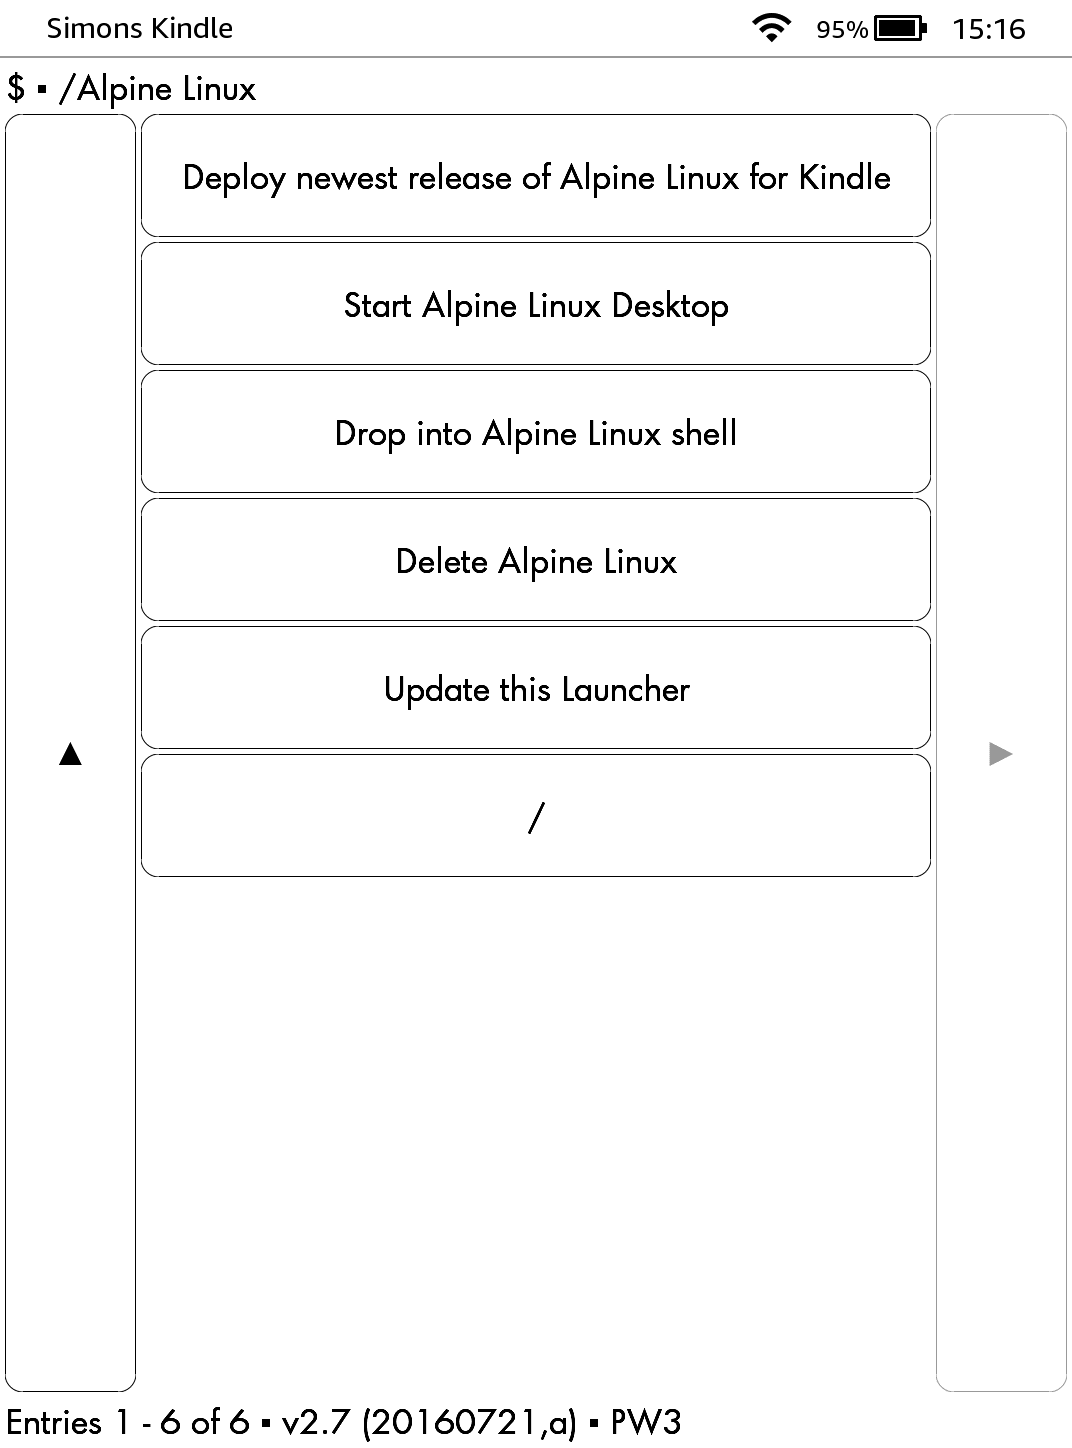 Simons Kindle 95% 15:16
$ ▪ /Alpine Linux
Deploy newest release of Alpine Linux for Kindle
Start Alpine Linux Desktop
Drop into Alpine Linux shell
Delete Alpine Linux
Update this Launcher
/
Entries 1 - 6 of 6 ▪ v2.7 (20160721,a) ▪ PW3